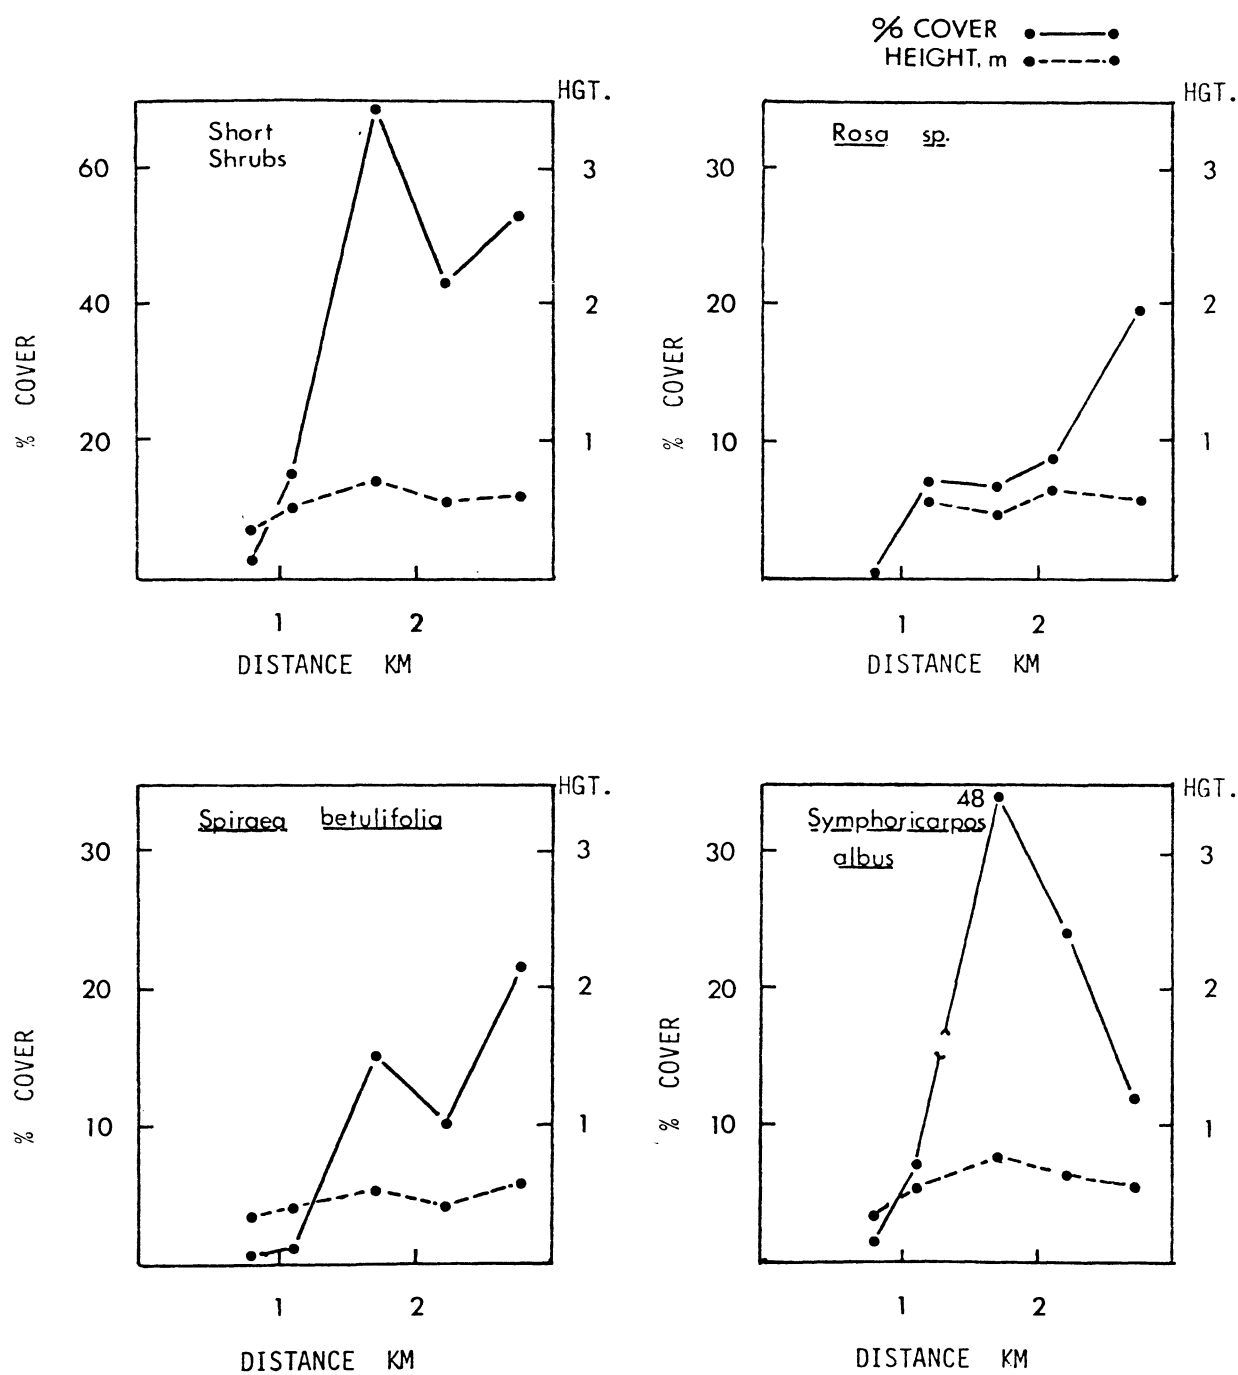 % COVER
HEIGHT, m
HGT.
Short
Shrubs
60
40
20
3
2
1
% COVER
1 2
DISTANCE KM
HGT.
Rosa sp.
30
20
10
3
2
1
% COVER
1 2
DISTANCE KM
HGT.
Spiraea betulifolia
30
20
10
3
2
1
% COVER
1 2
DISTANCE KM
HGT.
48
Symphoricarpos
albus
30
20
10
3
2
1
% COVER
1 2
DISTANCE KM